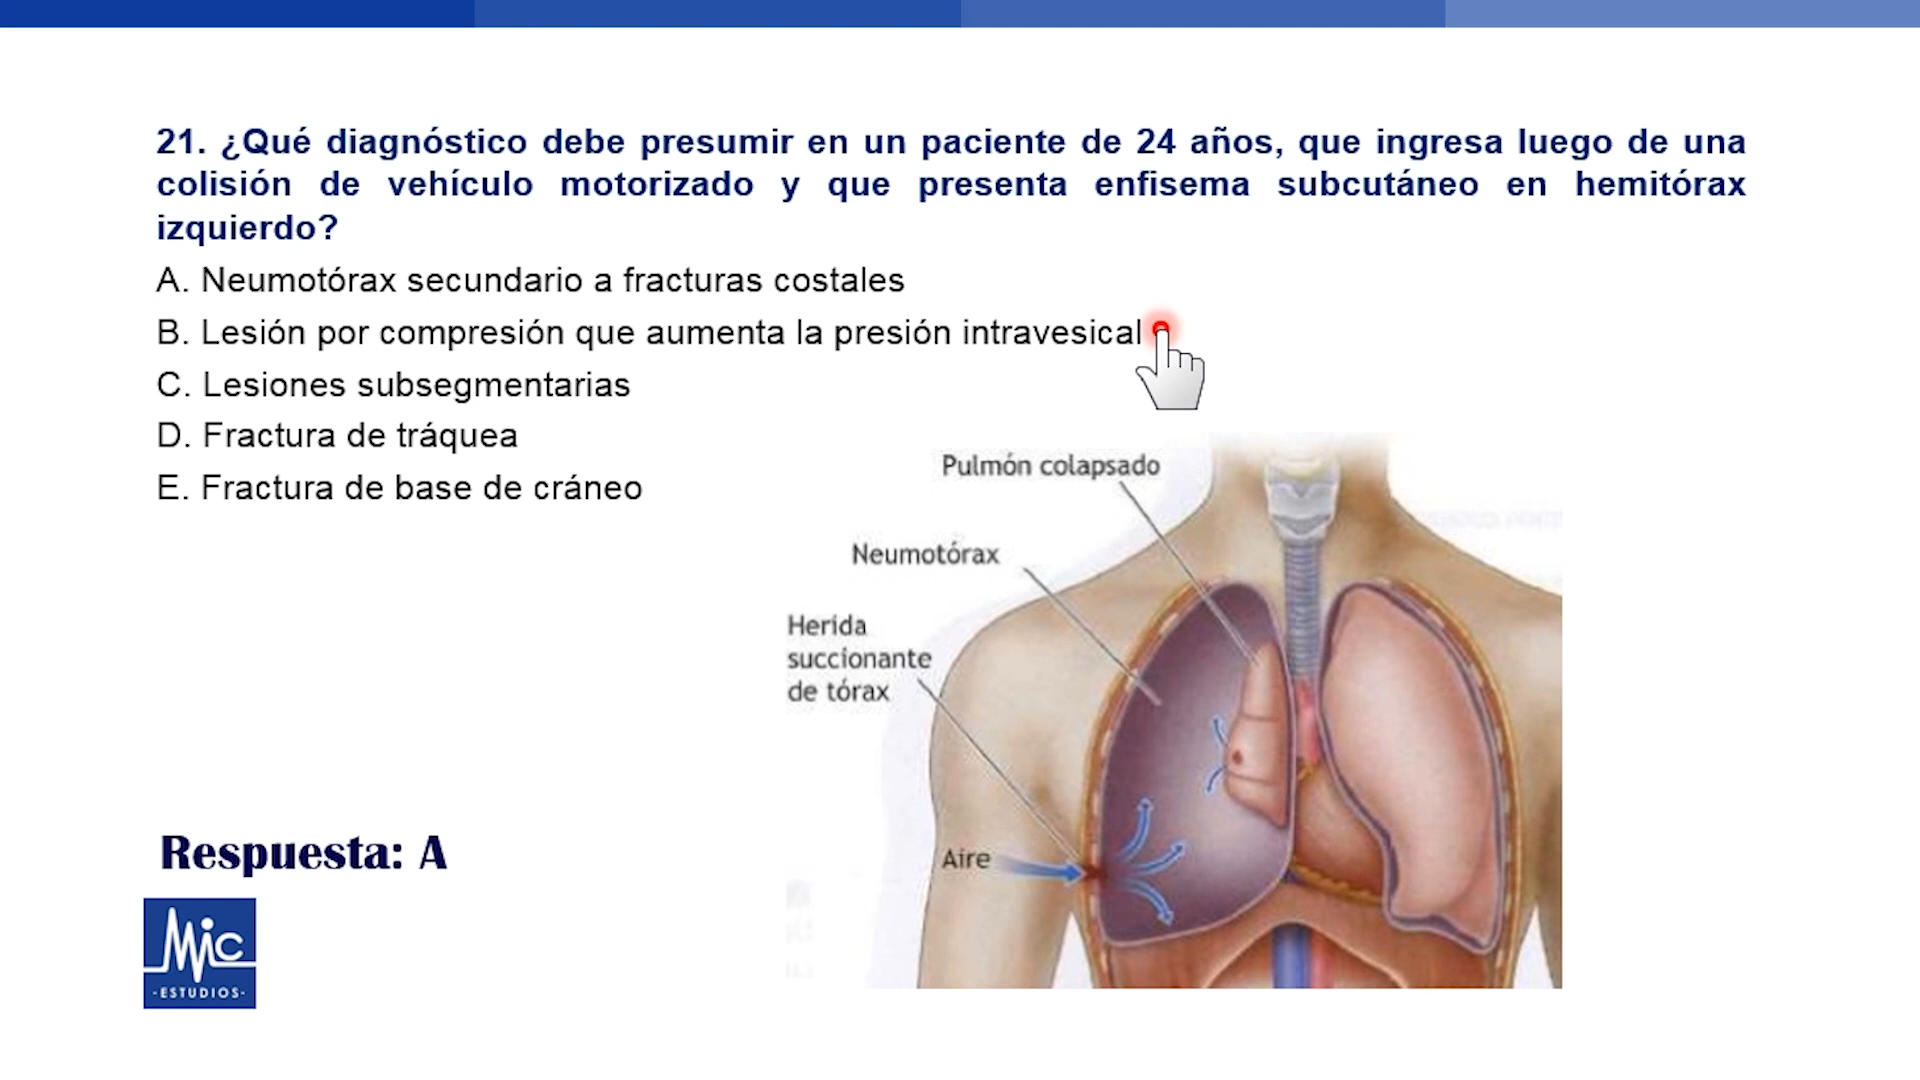 21. ¿Qué diagnóstico debe presumir en un paciente de 24 años, que ingresa luego de una
colisión de vehículo motorizado y que presenta enfisema subcutáneo en hemitórax
izquierdo?
A. Neumotórax secundario a fracturas costales
B. Lesión por compresión que aumenta la presión intravesical
C. Lesiones subsegmentarias
D. Fractura de tráquea
E. Fractura de base de cráneo
Pulmón colapsado
Neumotórax
Herida
succionante
de tórax
Aire
Respuesta: A
Mic
·ESTUDIOS·